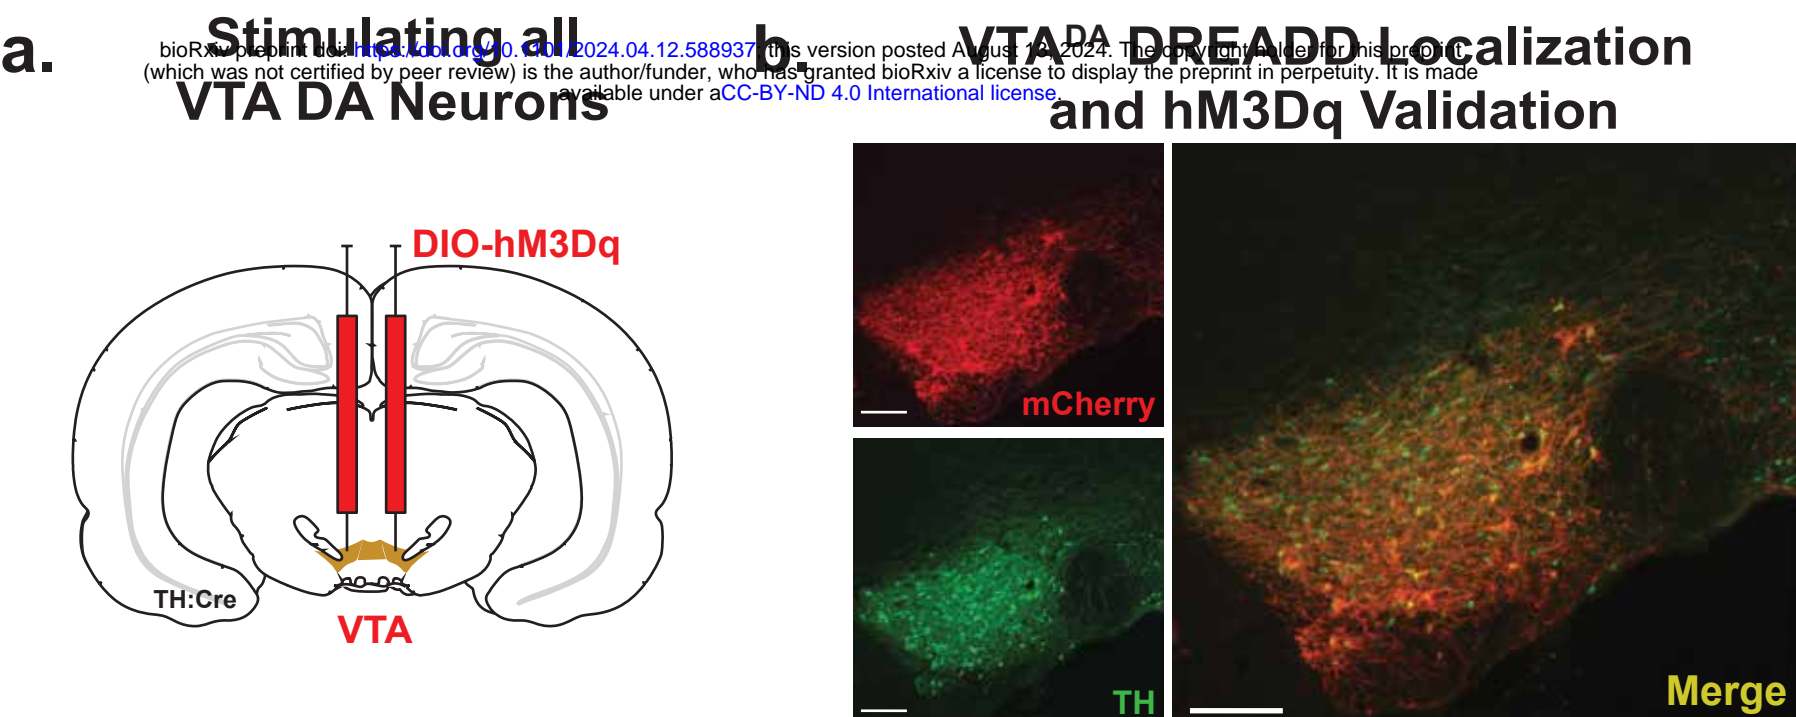 a.
Stimulating all
VTA DA Neurons
bioRxiv preprint doi: https://doi.org/10.1101/2024.04.12.588937; this version posted August 13, 2024. The copyright holder for this preprint
(which was not certified by peer review) is the author/funder, who has granted bioRxiv a license to display the preprint in perpetuity. It is made
available under aCC-BY-ND 4.0 International license.
b.
VTADA DREADD Localization
and hM3Dq Validation
DIO-hM3Dq
TH:Cre
VTA
mCherry
TH
Merge